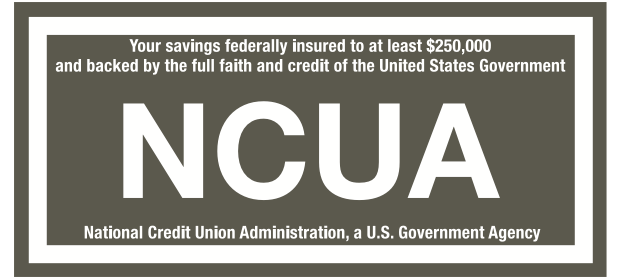 Your savings federally insured to at least $250,000
and backed by the full faith and credit of the United States Government
NCUA
National Credit Union Administration, a U.S. Government Agency